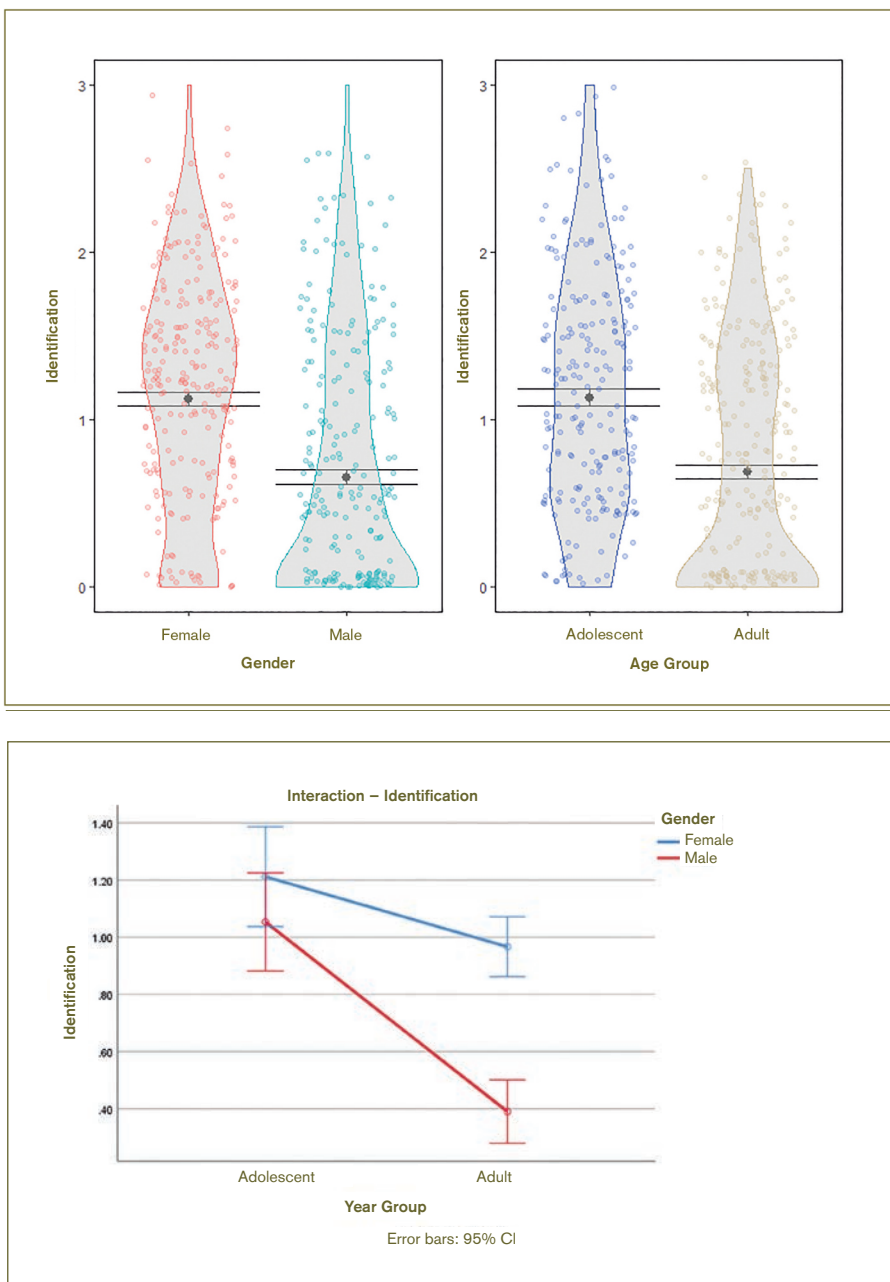 3
2
1
0
Identification
Female
Male
Gender
3
2
1
0
Identification
Adolescent
Adult
Age Group
Interaction – Identification
1.40
1.20
1.00
.80
.60
.40
Identification
Adolescent
Adult
Year Group
Gender
Female
Male
Error bars: 95% CI